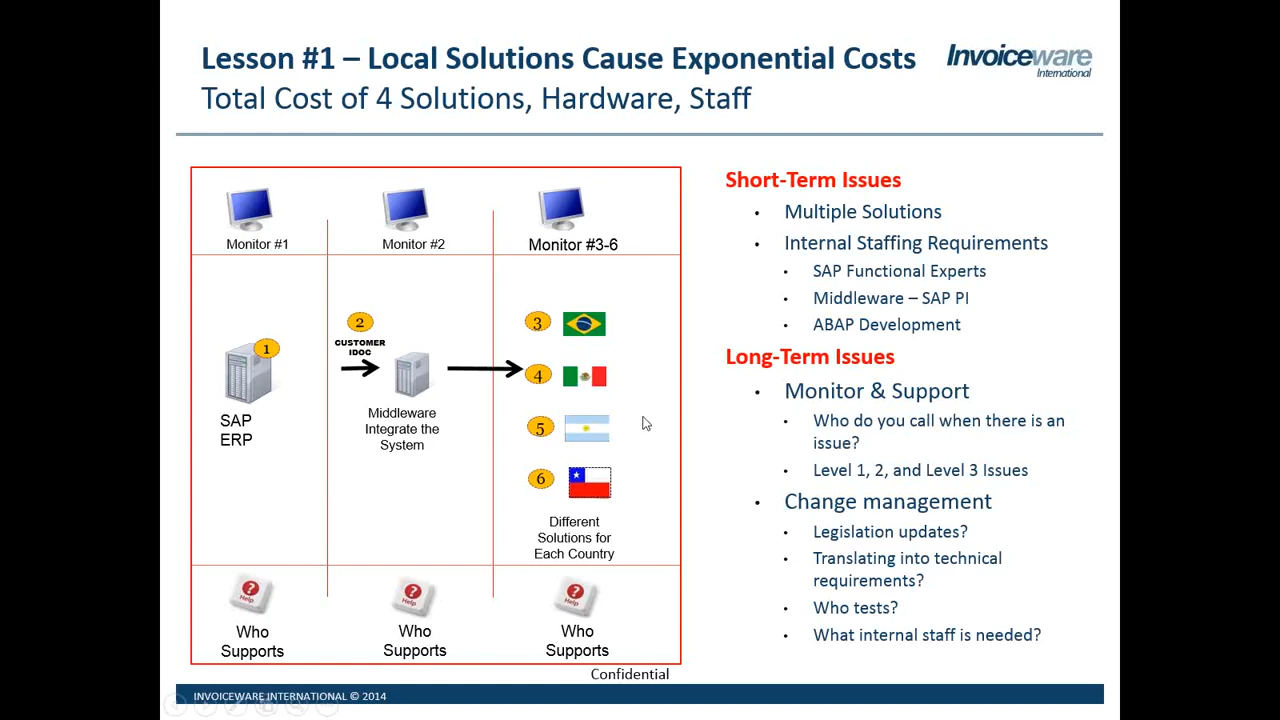 Lesson #1 – Local Solutions Cause Exponential Costs
Total Cost of 4 Solutions, Hardware, Staff
Invoiceware
International
Monitor #1
Monitor #2
Monitor #3-6
1
SAP
ERP
2
CUSTOMER
IDOC
Middleware
Integrate the
System
3
4
5
6
Different
Solutions for
Each Country
?
Help
Who
Supports
?
Help
Who
Supports
?
Help
Who
Supports
Short-Term Issues
• Multiple Solutions
• Internal Staffing Requirements
• SAP Functional Experts
• Middleware – SAP PI
• ABAP Development
Long-Term Issues
• Monitor & Support
• Who do you call when there is an
issue?
• Level 1, 2, and Level 3 Issues
• Change management
• Legislation updates?
• Translating into technical
requirements?
• Who tests?
• What internal staff is needed?
Confidential
INVOICEWARE INTERNATIONAL © 2014